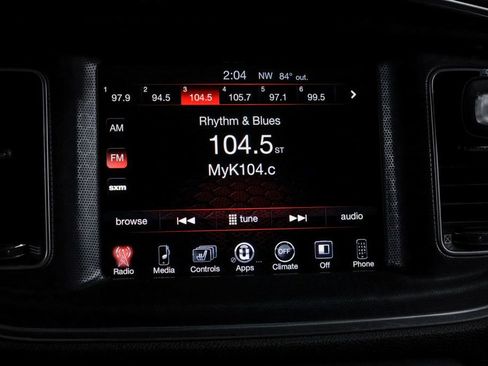 2:04 NW 84° out.
1 97.9 2 94.5 3 104.5 4 105.7 5 97.1 6 99.5
AM
FM
sxm
Rhythm & Blues
104.5 ST
MyK104.c
browse tune audio
OFF
Radio Media Controls Apps Climate Off Phone